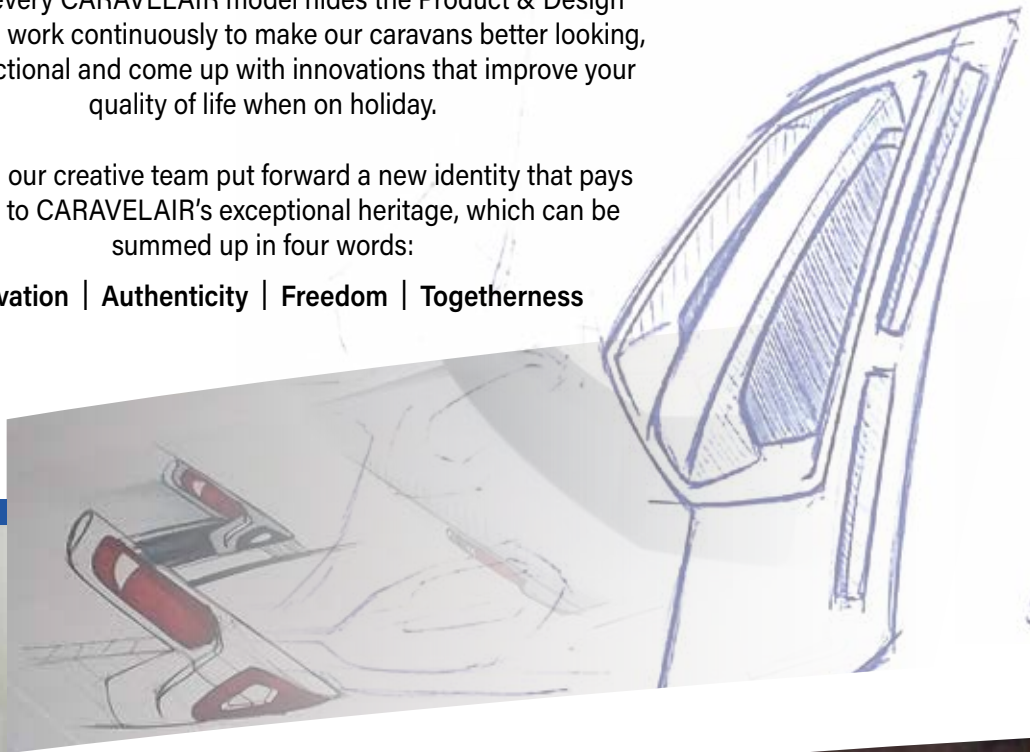 every CARAVELAIR model hides the Product & Design
work continuously to make our caravans better looking,
ctional and come up with innovations that improve your
quality of life when on holiday.
our creative team put forward a new identity that pays
to CARAVELAIR's exceptional heritage, which can be
summed up in four words:
vation | Authenticity | Freedom | Togetherness